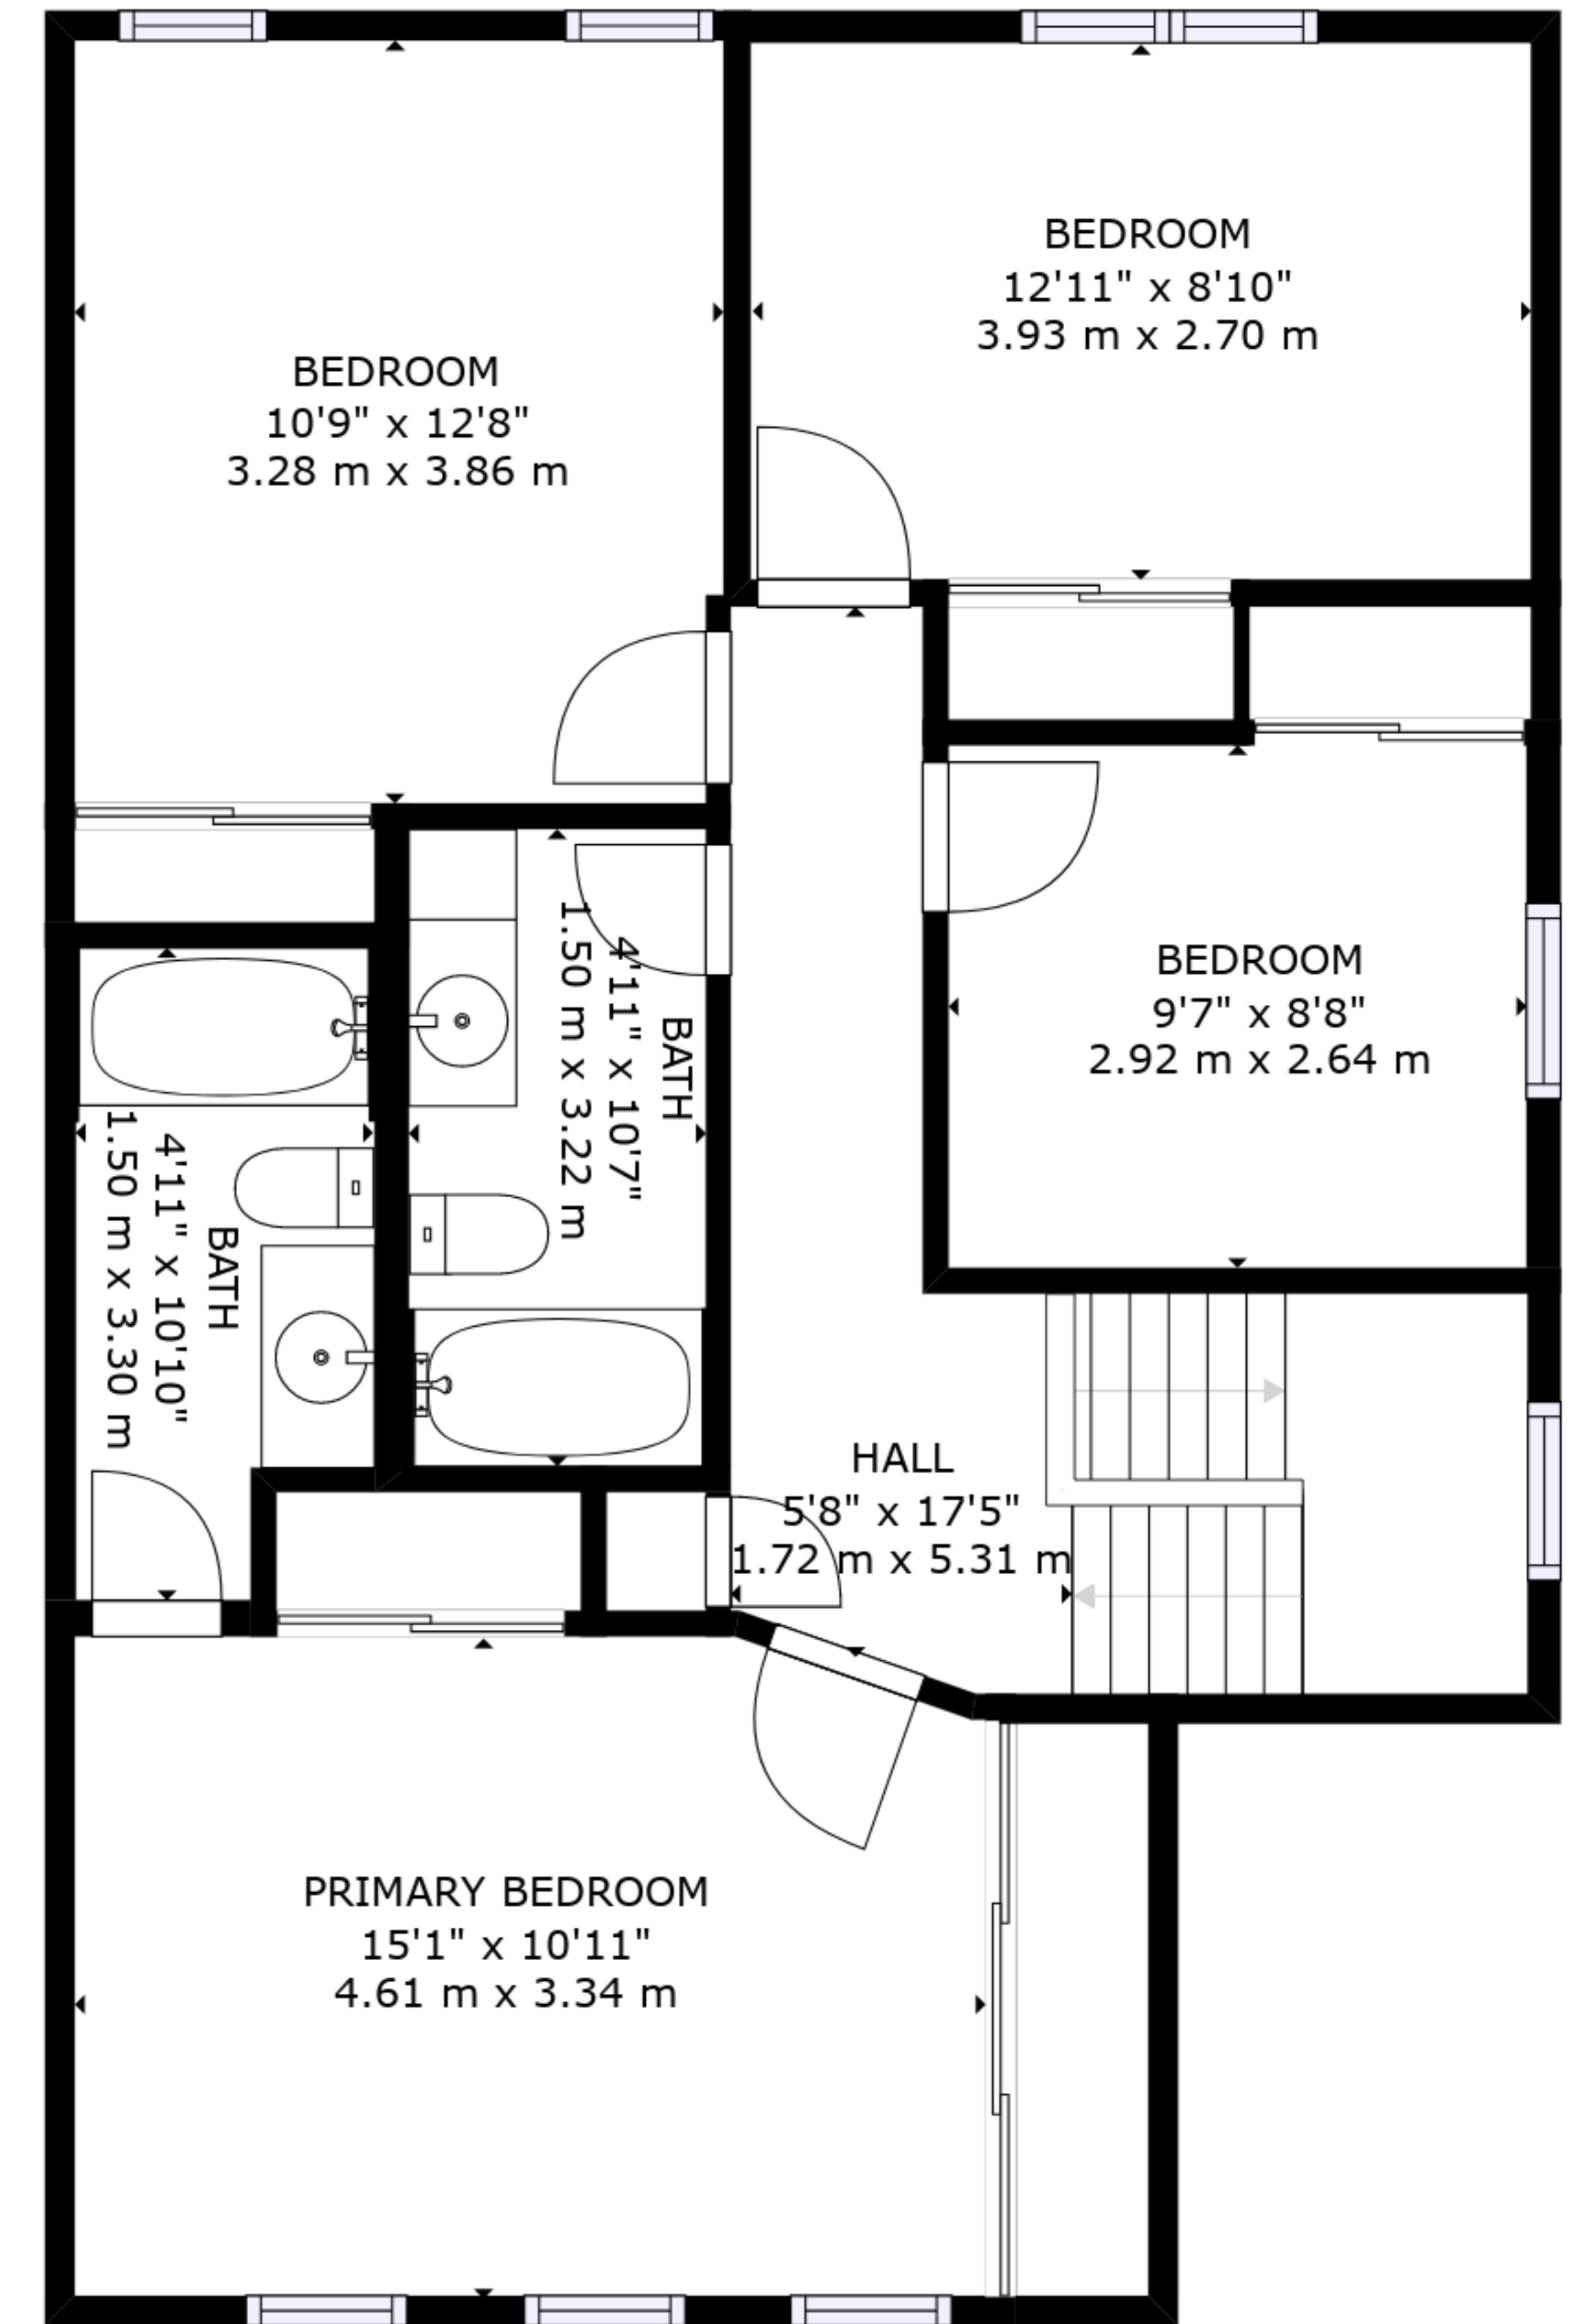 BEDROOM
12'11" x 8'10"
3.93 m x 2.70 m
BEDROOM
10'9" x 12'8"
3.28 m x 3.86 m
BEDROOM
9'7" x 8'8"
2.92 m x 2.64 m
BATH
4'11" x 10'7"
1.50 m x 3.22 m
BATH
4'11" x 10'10"
1.50 m x 3.30 m
HALL
5'8" x 17'5"
1.72 m x 5.31 m
PRIMARY BEDROOM
15'1" x 10'11"
4.61 m x 3.34 m